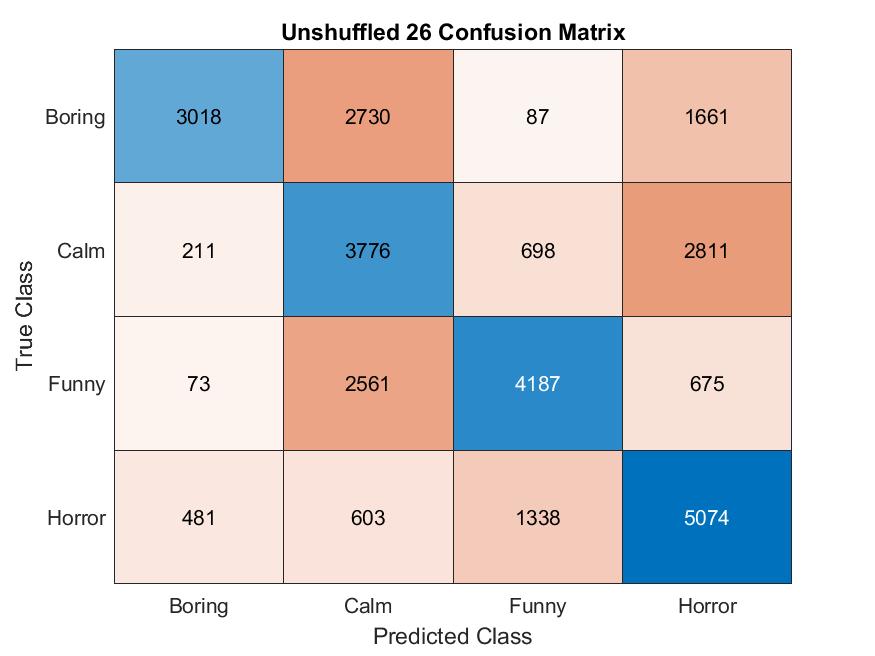 Unshuffled 26 Confusion Matrix
True Class
Boring 3018 2730 87 1661
Calm 211 3776 698 2811
Funny 73 2561 4187 675
Horror 481 603 1338 5074
Boring Calm Funny Horror
Predicted Class